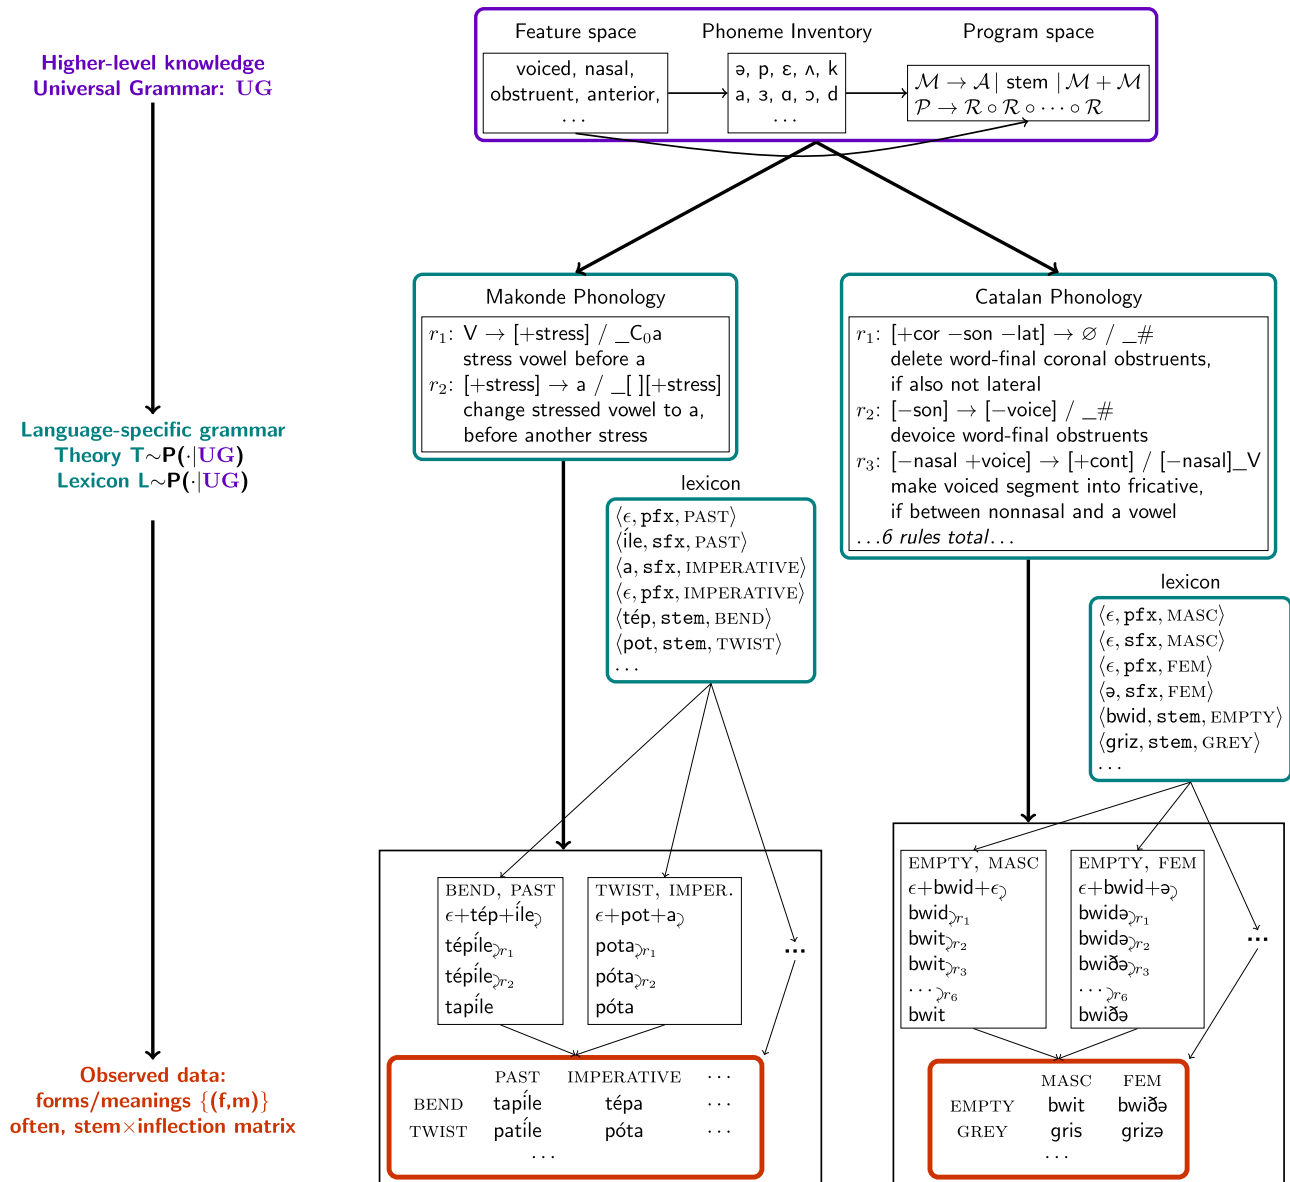 Higher-level knowledge
Universal Grammar: UG
Feature space
Phoneme Inventory
Program space
voiced, nasal,
obstruent, anterior,
...
ə, p, ɛ, ʌ, k
a, ɜ, ɑ, ɔ, d
...
ℳ → 𝒜 | stem | ℳ + ℳ
𝒫 → ℛ ∘ ℛ ∘ ⋯ ∘ ℛ
Language-specific grammar
Theory T∼P(·|UG)
Lexicon L∼P(·|UG)
Makonde Phonology
r₁: V → [+stress] / _C₀a
stress vowel before a
r₂: [+stress] → a / _[ ][+stress]
change stressed vowel to a,
before another stress
Catalan Phonology
r₁: [+cor −son −lat] → ∅ / _#
delete word-final coronal obstruents,
if also not lateral
r₂: [−son] → [−voice] / _#
devoice word-final obstruents
r₃: [−nasal +voice] → [+cont] / [−nasal]_V
make voiced segment into fricative,
if between nonnasal and a vowel
...6 rules total...
lexicon
⟨ϵ, pfx, PAST⟩
⟨íle, sfx, PAST⟩
⟨a, sfx, IMPERATIVE⟩
⟨ϵ, pfx, IMPERATIVE⟩
⟨tép, stem, BEND⟩
⟨pot, stem, TWIST⟩
...
lexicon
⟨ϵ, pfx, MASC⟩
⟨ϵ, sfx, MASC⟩
⟨ϵ, pfx, FEM⟩
⟨ə, sfx, FEM⟩
⟨bwid, stem, EMPTY⟩
⟨griz, stem, GREY⟩
...
BEND, PAST
ϵ+tép+íle
tépíle r₁
tépíle r₂
tapíle
TWIST, IMPER.
ϵ+pot+a
pota r₁
póta r₂
póta
...
EMPTY, MASC
ϵ+bwid+ϵ
bwid r₁
bwit r₂
bwit r₃
... r₆
bwit
EMPTY, FEM
ϵ+bwid+ə
bwidə r₁
bwidə r₂
bwiðə r₃
... r₆
bwiðə
...
Observed data:
forms/meanings {(f,m)}
often, stem×inflection matrix
PAST IMPERATIVE ...
BEND tapíle tépa ...
TWIST patíle póta ...
...
MASC FEM
EMPTY bwit bwiðə
GREY gris grizə
...